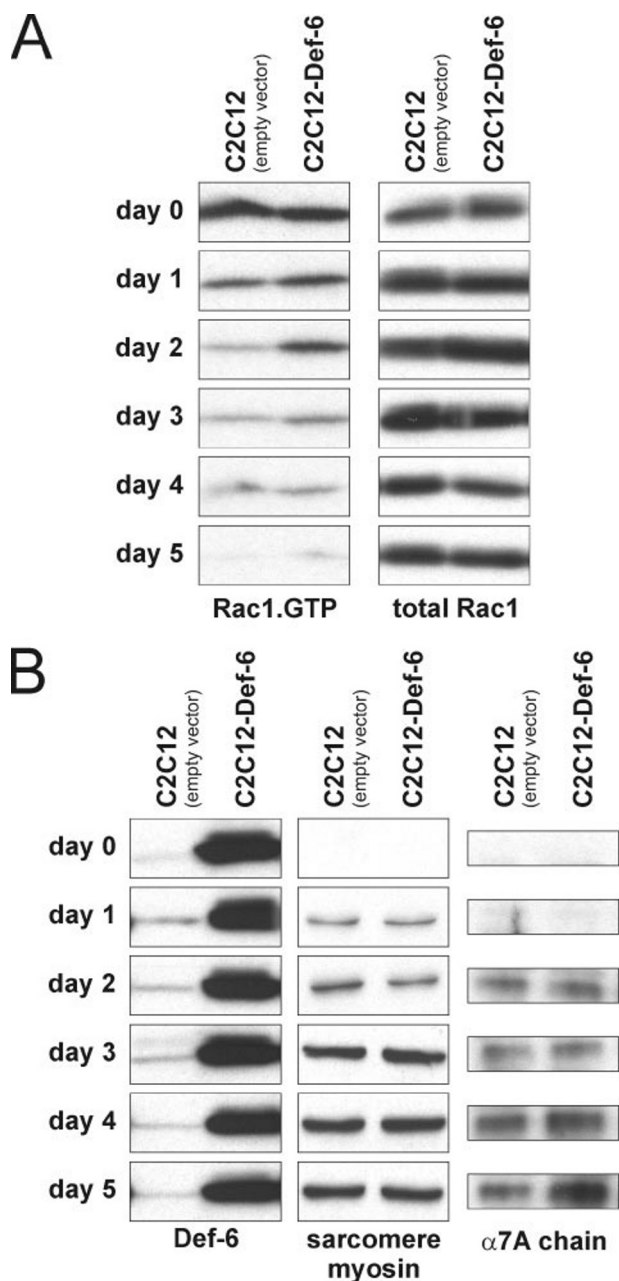 A
C2C12
(empty vector)
C2C12-Def-6
C2C12
(empty vector)
C2C12-Def-6
day 0
day 1
day 2
day 3
day 4
day 5
Rac1.GTP
total Rac1
B
C2C12
(empty vector)
C2C12-Def-6
C2C12
(empty vector)
C2C12-Def-6
C2C12
(empty vector)
C2C12-Def-6
day 0
day 1
day 2
day 3
day 4
day 5
Def-6
sarcomere
myosin
α7A chain